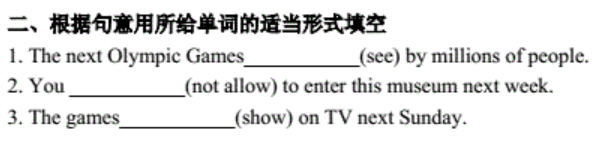 二、根据句意用所给单词的适当形式填空
1. The next Olympic Games____________(see) by millions of people.
2. You ____________(not allow) to enter this museum next week.
3. The games____________(show) on TV next Sunday.